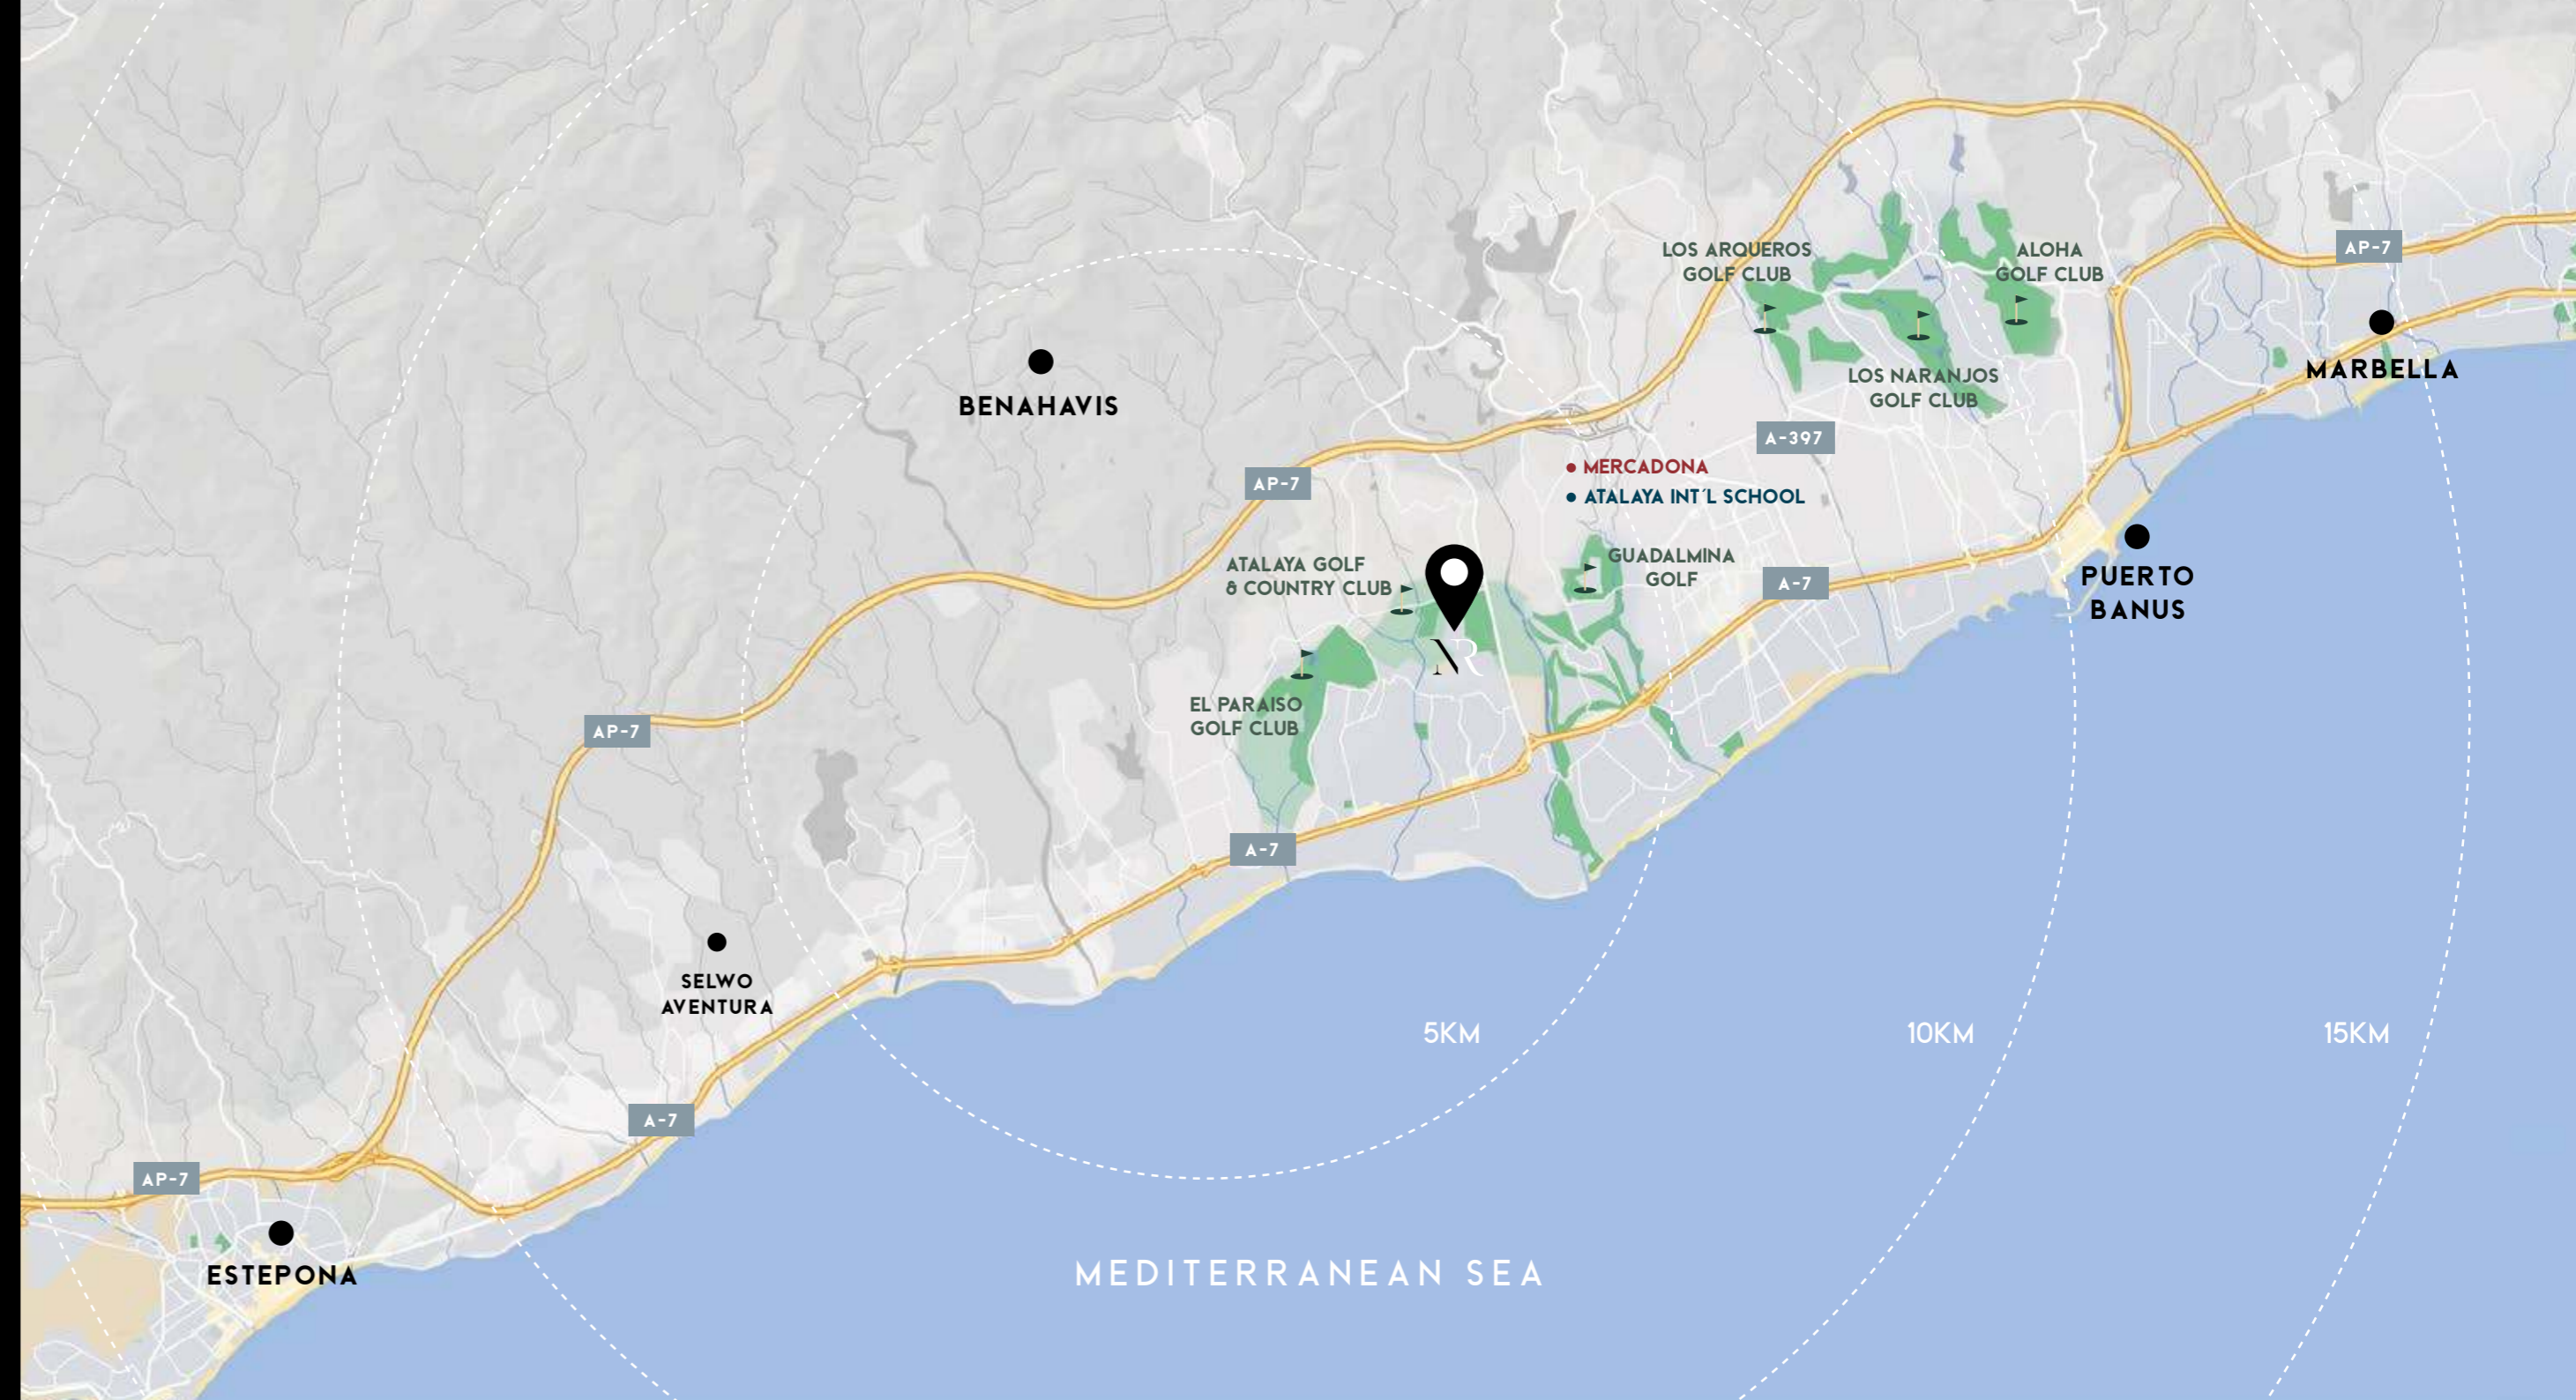 LOS ARQUEROS
GOLF CLUB
ALOHA
GOLF CLUB
AP-7
MARBELLA
LOS NARANJOS
GOLF CLUB
BENAHAVIS
A-397
MERCADONA
ATALAYA INT´L SCHOOL
AP-7
ATALAYA GOLF
& COUNTRY CLUB
GUADALMINA
GOLF
A-7
PUERTO
BANUS
NR
EL PARAISO
GOLF CLUB
AP-7
A-7
SELWO
AVENTURA
5KM
10KM
15KM
A-7
AP-7
ESTEPONA
MEDITERRANEAN SEA